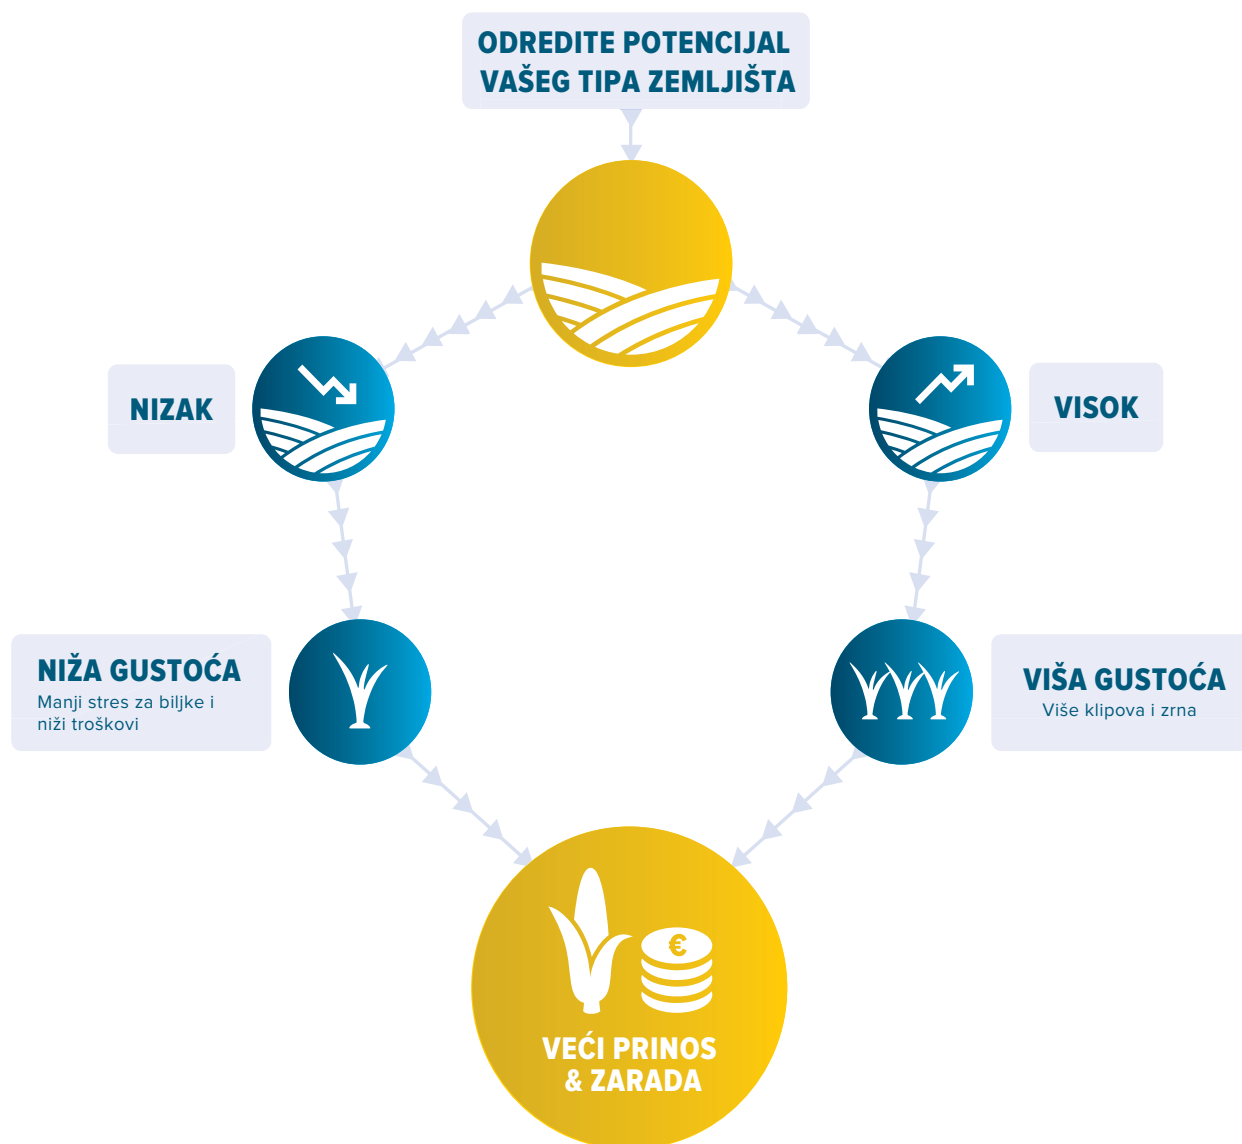 ODREDITE POTENCIJAL
VAŠEG TIPA ZEMLJIŠTA
NIZAK
VISOK
NIŽA GUSTOĆA
Manji stres za biljke i
niži troškovi
VIŠA GUSTOĆA
Više klipova i zrna
€
VEĆI PRINOS
& ZARADA